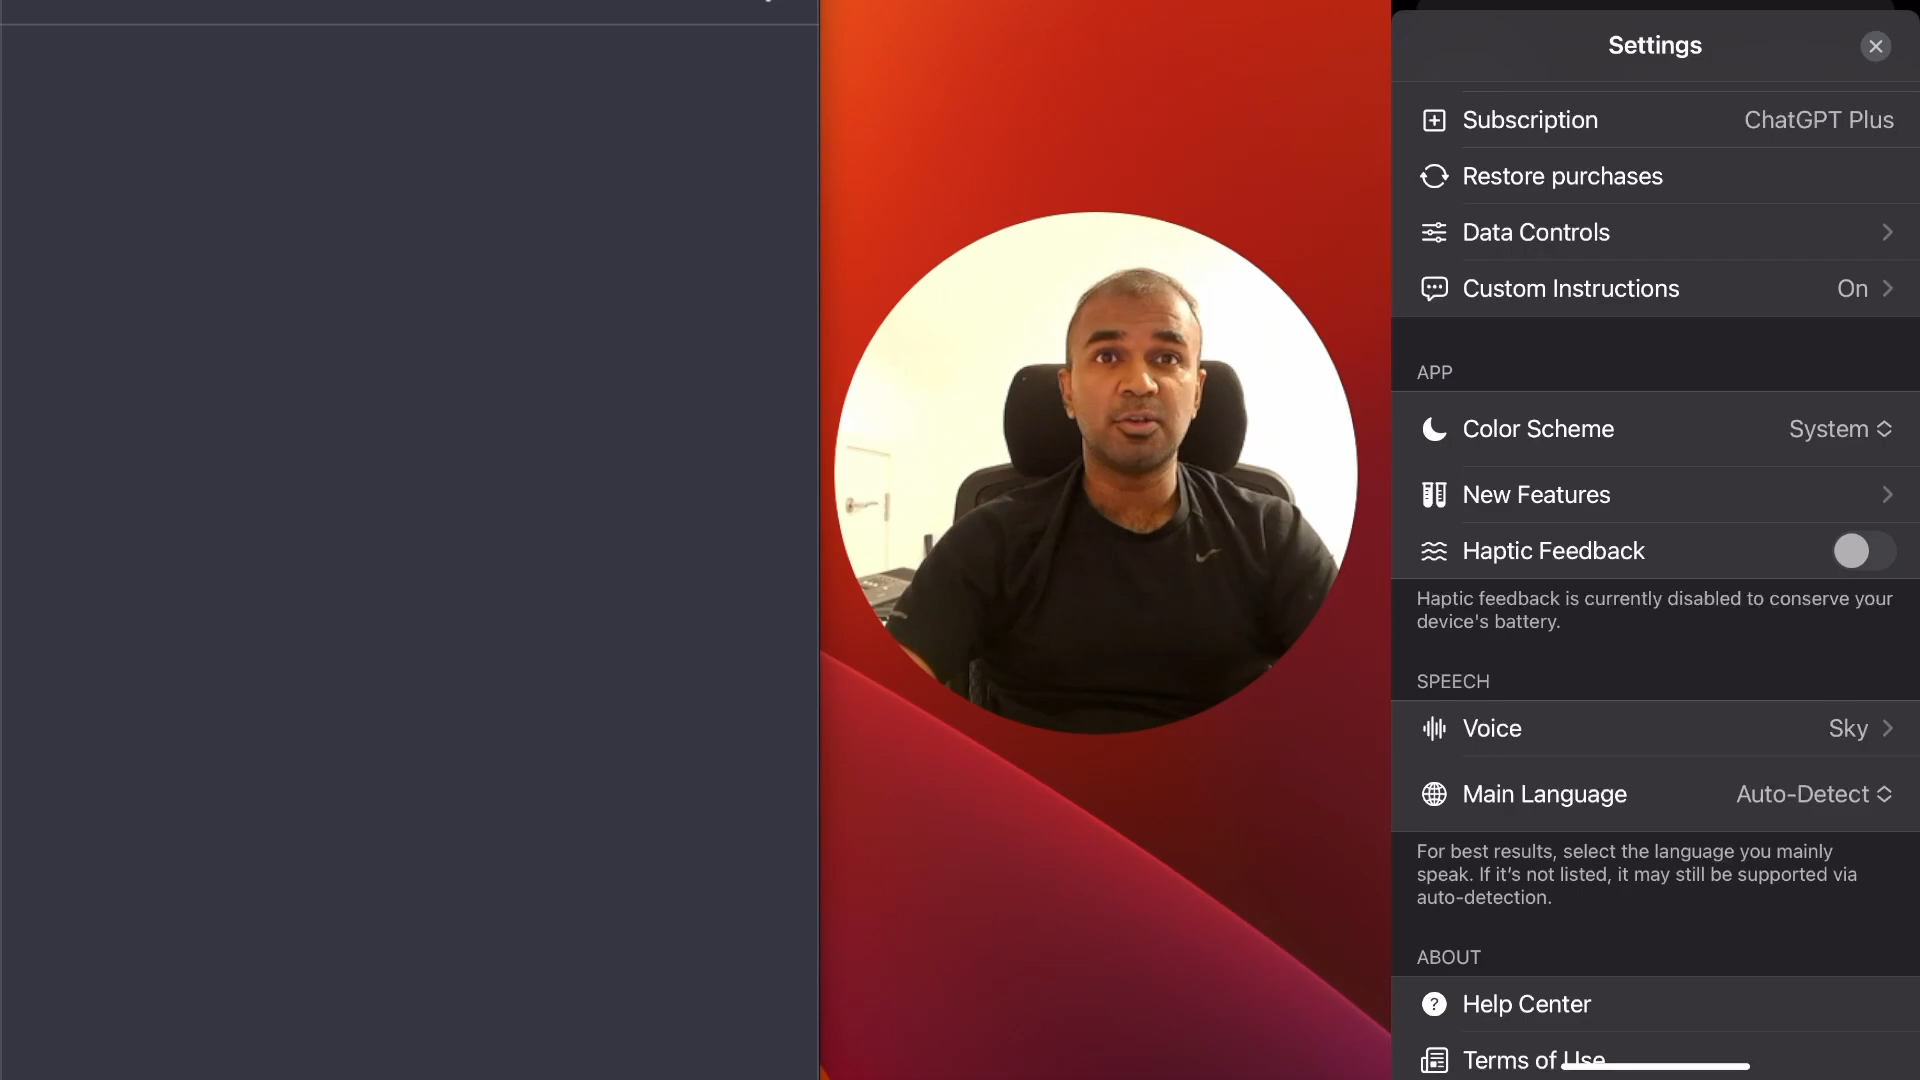 Settings
Subscription ChatGPT Plus
Restore purchases
Data Controls
Custom Instructions On
APP
Color Scheme System
New Features
Haptic Feedback
Haptic feedback is currently disabled to conserve your
device's battery.
SPEECH
Voice Sky
Main Language Auto-Detect
For best results, select the language you mainly
speak. If it's not listed, it may still be supported via
auto-detection.
ABOUT
Help Center
Terms of Use